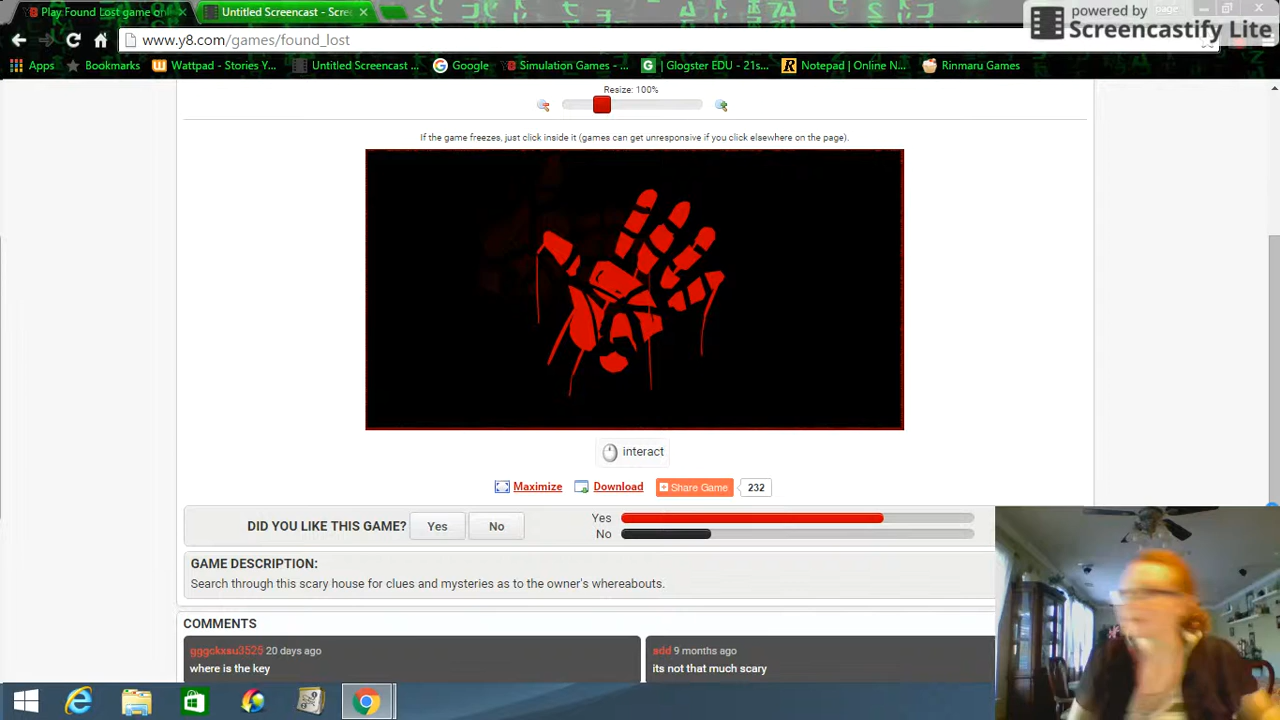 Play Found Lost game on
Untitled Screencast - Scre
powered by
Screencastify Lite
www.y8.com/games/found_lost
Apps
Bookmarks
Wattpad - Stories Y...
Untitled Screencast ...
Google
Simulation Games - ...
| Glogster EDU - 21s...
Notepad | Online N...
Rinmaru Games
Resize: 100%
If the game freezes, just click inside it (games can get unresponsive if you click elsewhere on the page).
interact
Maximize
Download
Share Game
232
DID YOU LIKE THIS GAME?
Yes
No
Yes
No
GAME DESCRIPTION:
Search through this scary house for clues and mysteries as to the owner's whereabouts.
COMMENTS
gggckxsu3525 20 days ago
where is the key
add 9 months ago
its not that much scary